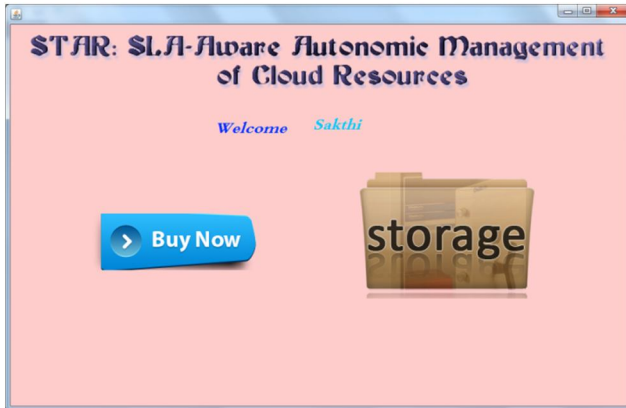 STAR: SLA-Aware Autonomic Management
of Cloud Resources
Welcome Sakthi
Buy Now
storage